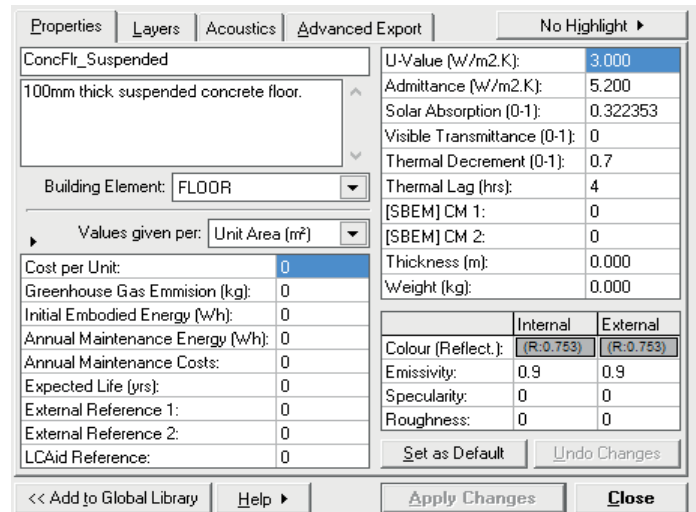 Properties Layers Acoustics Advanced Export No Highlight
ConcFlr_Suspended
100mm thick suspended concrete floor.
Building Element: FLOOR
Values given per: Unit Area (m²)
Cost per Unit: 0
Greenhouse Gas Emmision (kg): 0
Initial Embodied Energy (Wh): 0
Annual Maintenance Energy (Wh): 0
Annual Maintenance Costs: 0
Expected Life (yrs): 0
External Reference 1: 0
External Reference 2: 0
LCAid Reference: 0
U-Value (W/m2.K): 3.000
Admittance (W/m2.K): 5.200
Solar Absorption (0-1): 0.322353
Visible Transmittance (0-1): 0
Thermal Decrement (0-1): 0.7
Thermal Lag (hrs): 4
[SBEM] CM 1: 0
[SBEM] CM 2: 0
Thickness (m): 0.000
Weight (kg): 0.000
Internal External
Colour (Reflect.): (R:0.753) (R:0.753)
Emissivity: 0.9 0.9
Specularity: 0 0
Roughness: 0 0
Set as Default Undo Changes
<< Add to Global Library Help Apply Changes Close